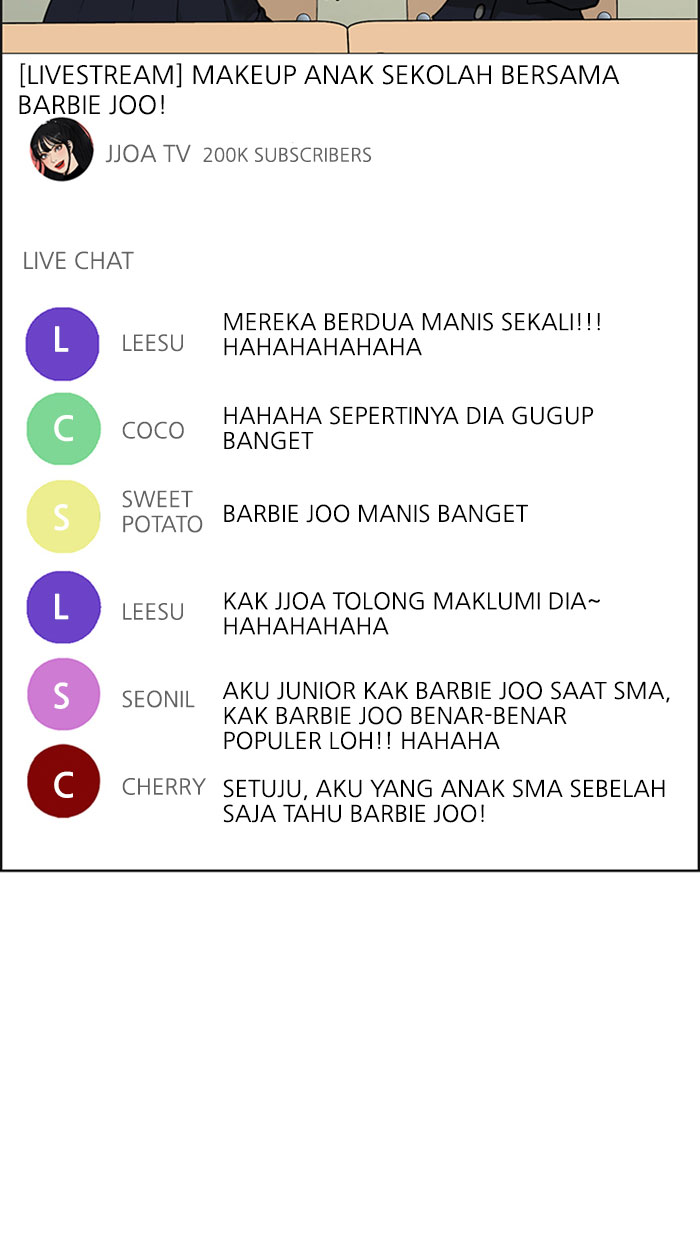 [LIVESTREAM] MAKEUP ANAK SEKOLAH BERSAMA
BARBIE JOO!
JJOA TV 200K SUBSCRIBERS
LIVE CHAT
L LEESU MEREKA BERDUA MANIS SEKALI!!!
HAHAHAHAHAHA
C COCO HAHAHA SEPERTINYA DIA GUGUP
BANGET
S SWEET
POTATO BARBIE JOO MANIS BANGET
L LEESU KAK JJOA TOLONG MAKLUMI DIA~
HAHAHAHAHA
S SEONIL AKU JUNIOR KAK BARBIE JOO SAAT SMA,
KAK BARBIE JOO BENAR-BENAR
POPULER LOH!! HAHAHA
C CHERRY SETUJU, AKU YANG ANAK SMA SEBELAH
SAJA TAHU BARBIE JOO!